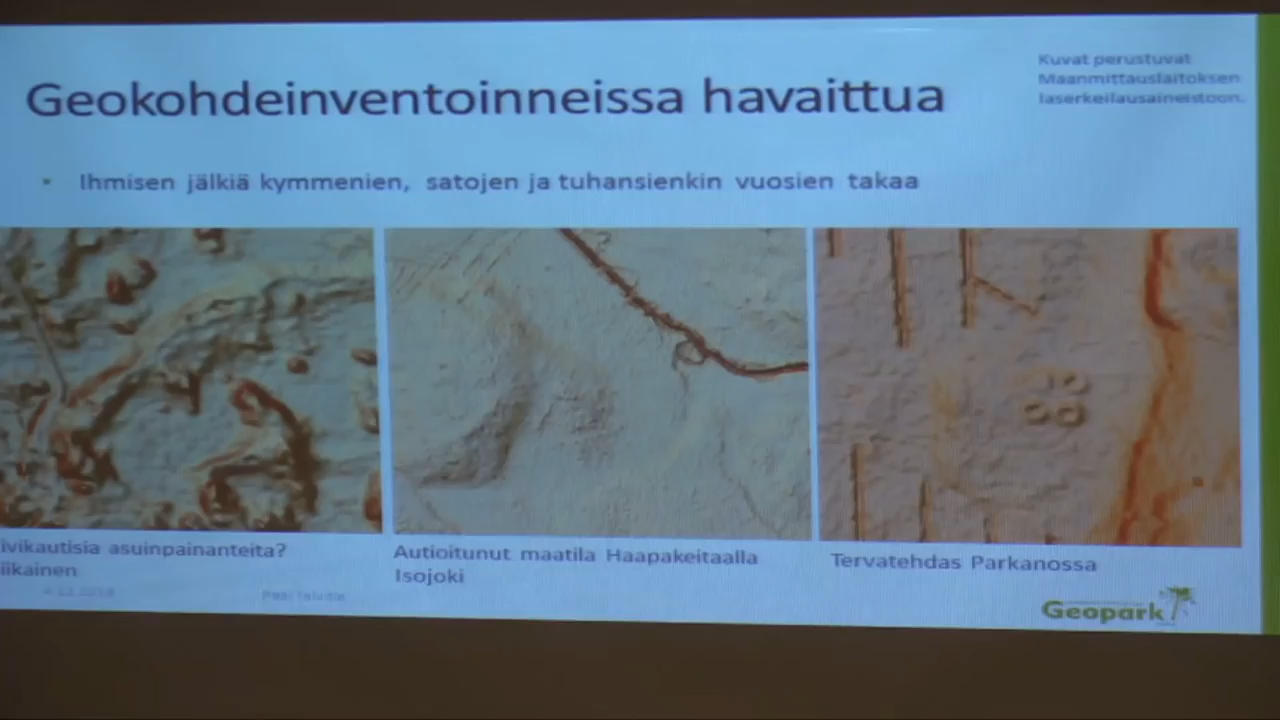 Geokohdeinventoinneissa havaittua
Kuvat perustuvat
Maanmittauslaitoksen
laserkeilausaineistoon.
• Ihmisen jälkiä kymmenien, satojen ja tuhansienkin vuosien takaa
ivikautisia asuinpainanteita?
iikainen
Autioitunut maatila Haapakeitaalla
Isojoki
Tervatehdas Parkanossa
Geopark